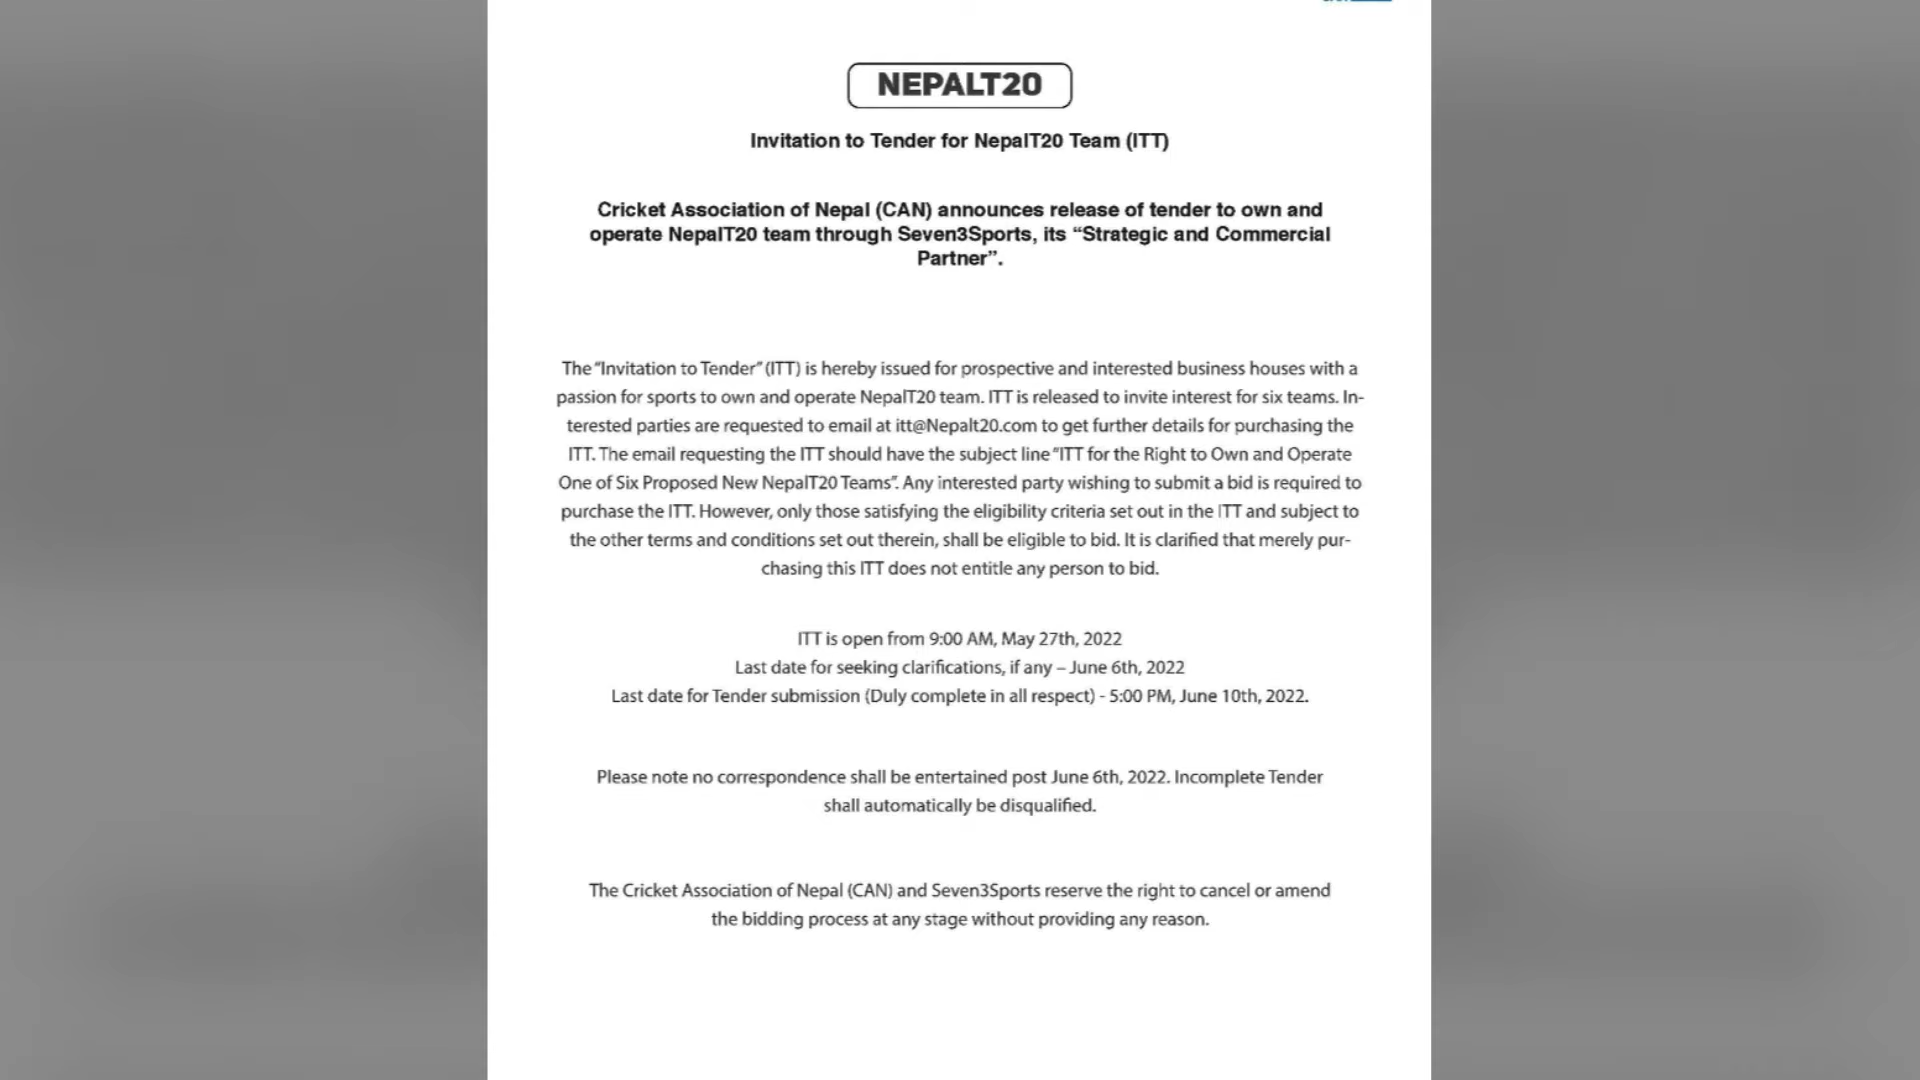 NEPALT20
Invitation to Tender for NepalT20 Team (ITT)
Cricket Association of Nepal (CAN) announces release of tender to own and
operate NepalT20 team through Seven3Sports, its “Strategic and Commercial
Partner”.
The “Invitation to Tender” (ITT) is hereby issued for prospective and interested business houses with a
passion for sports to own and operate NepalT20 team. ITT is released to invite interest for six teams. In-
terested parties are requested to email at itt@Nepalt20.com to get further details for purchasing the
ITT. The email requesting the ITT should have the subject line “ITT for the Right to Own and Operate
One of Six Proposed New NepalT20 Teams”. Any interested party wishing to submit a bid is required to
purchase the ITT. However, only those satisfying the eligibility criteria set out in the ITT and subject to
the other terms and conditions set out therein, shall be eligible to bid. It is clarified that merely pur-
chasing this ITT does not entitle any person to bid.
ITT is open from 9:00 AM, May 27th, 2022
Last date for seeking clarifications, if any – June 6th, 2022
Last date for Tender submission (Duly complete in all respect) - 5:00 PM, June 10th, 2022.
Please note no correspondence shall be entertained post June 6th, 2022. Incomplete Tender
shall automatically be disqualified.
The Cricket Association of Nepal (CAN) and Seven3Sports reserve the right to cancel or amend
the bidding process at any stage without providing any reason.